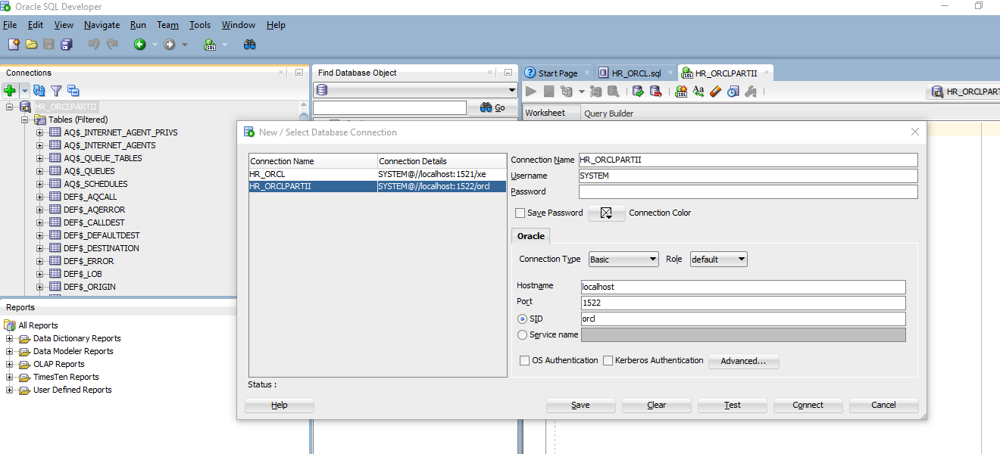 Oracle SQL Developer
File Edit View Navigate Run Team Tools Window Help
Connections
HR_ORCLPARTII
Tables (Filtered)
AQ$_INTERNET_AGENT_PRIVS
AQ$_INTERNET_AGENTS
AQ$_QUEUE_TABLES
AQ$_QUEUES
AQ$_SCHEDULES
DEF$_AQCALL
DEF$_AQERROR
DEF$_CALLDEST
DEF$_DEFAULTDEST
DEF$_DESTINATION
DEF$_ERROR
DEF$_LOB
DEF$_ORIGIN
Reports
All Reports
Data Dictionary Reports
Data Modeler Reports
OLAP Reports
TimesTen Reports
User Defined Reports
Find Database Object
Go
Start Page HR_ORCL.sql HR_ORCLPARTII
SQL Aa HR_ORCLPART
Worksheet Query Builder
New / Select Database Connection
Connection Name Connection Details
HR_ORCL SYSTEM@//localhost:1521/xe
HR_ORCLPARTII SYSTEM@//localhost:1522/orcl
Connection Name HR_ORCLPARTII
Username SYSTEM
Password
Save Password Connection Color
Oracle
Connection Type Basic Role default
Hostname localhost
Port 1522
SID orcl
Service name
OS Authentication Kerberos Authentication Advanced...
Status :
Help Save Clear Test Connect Cancel